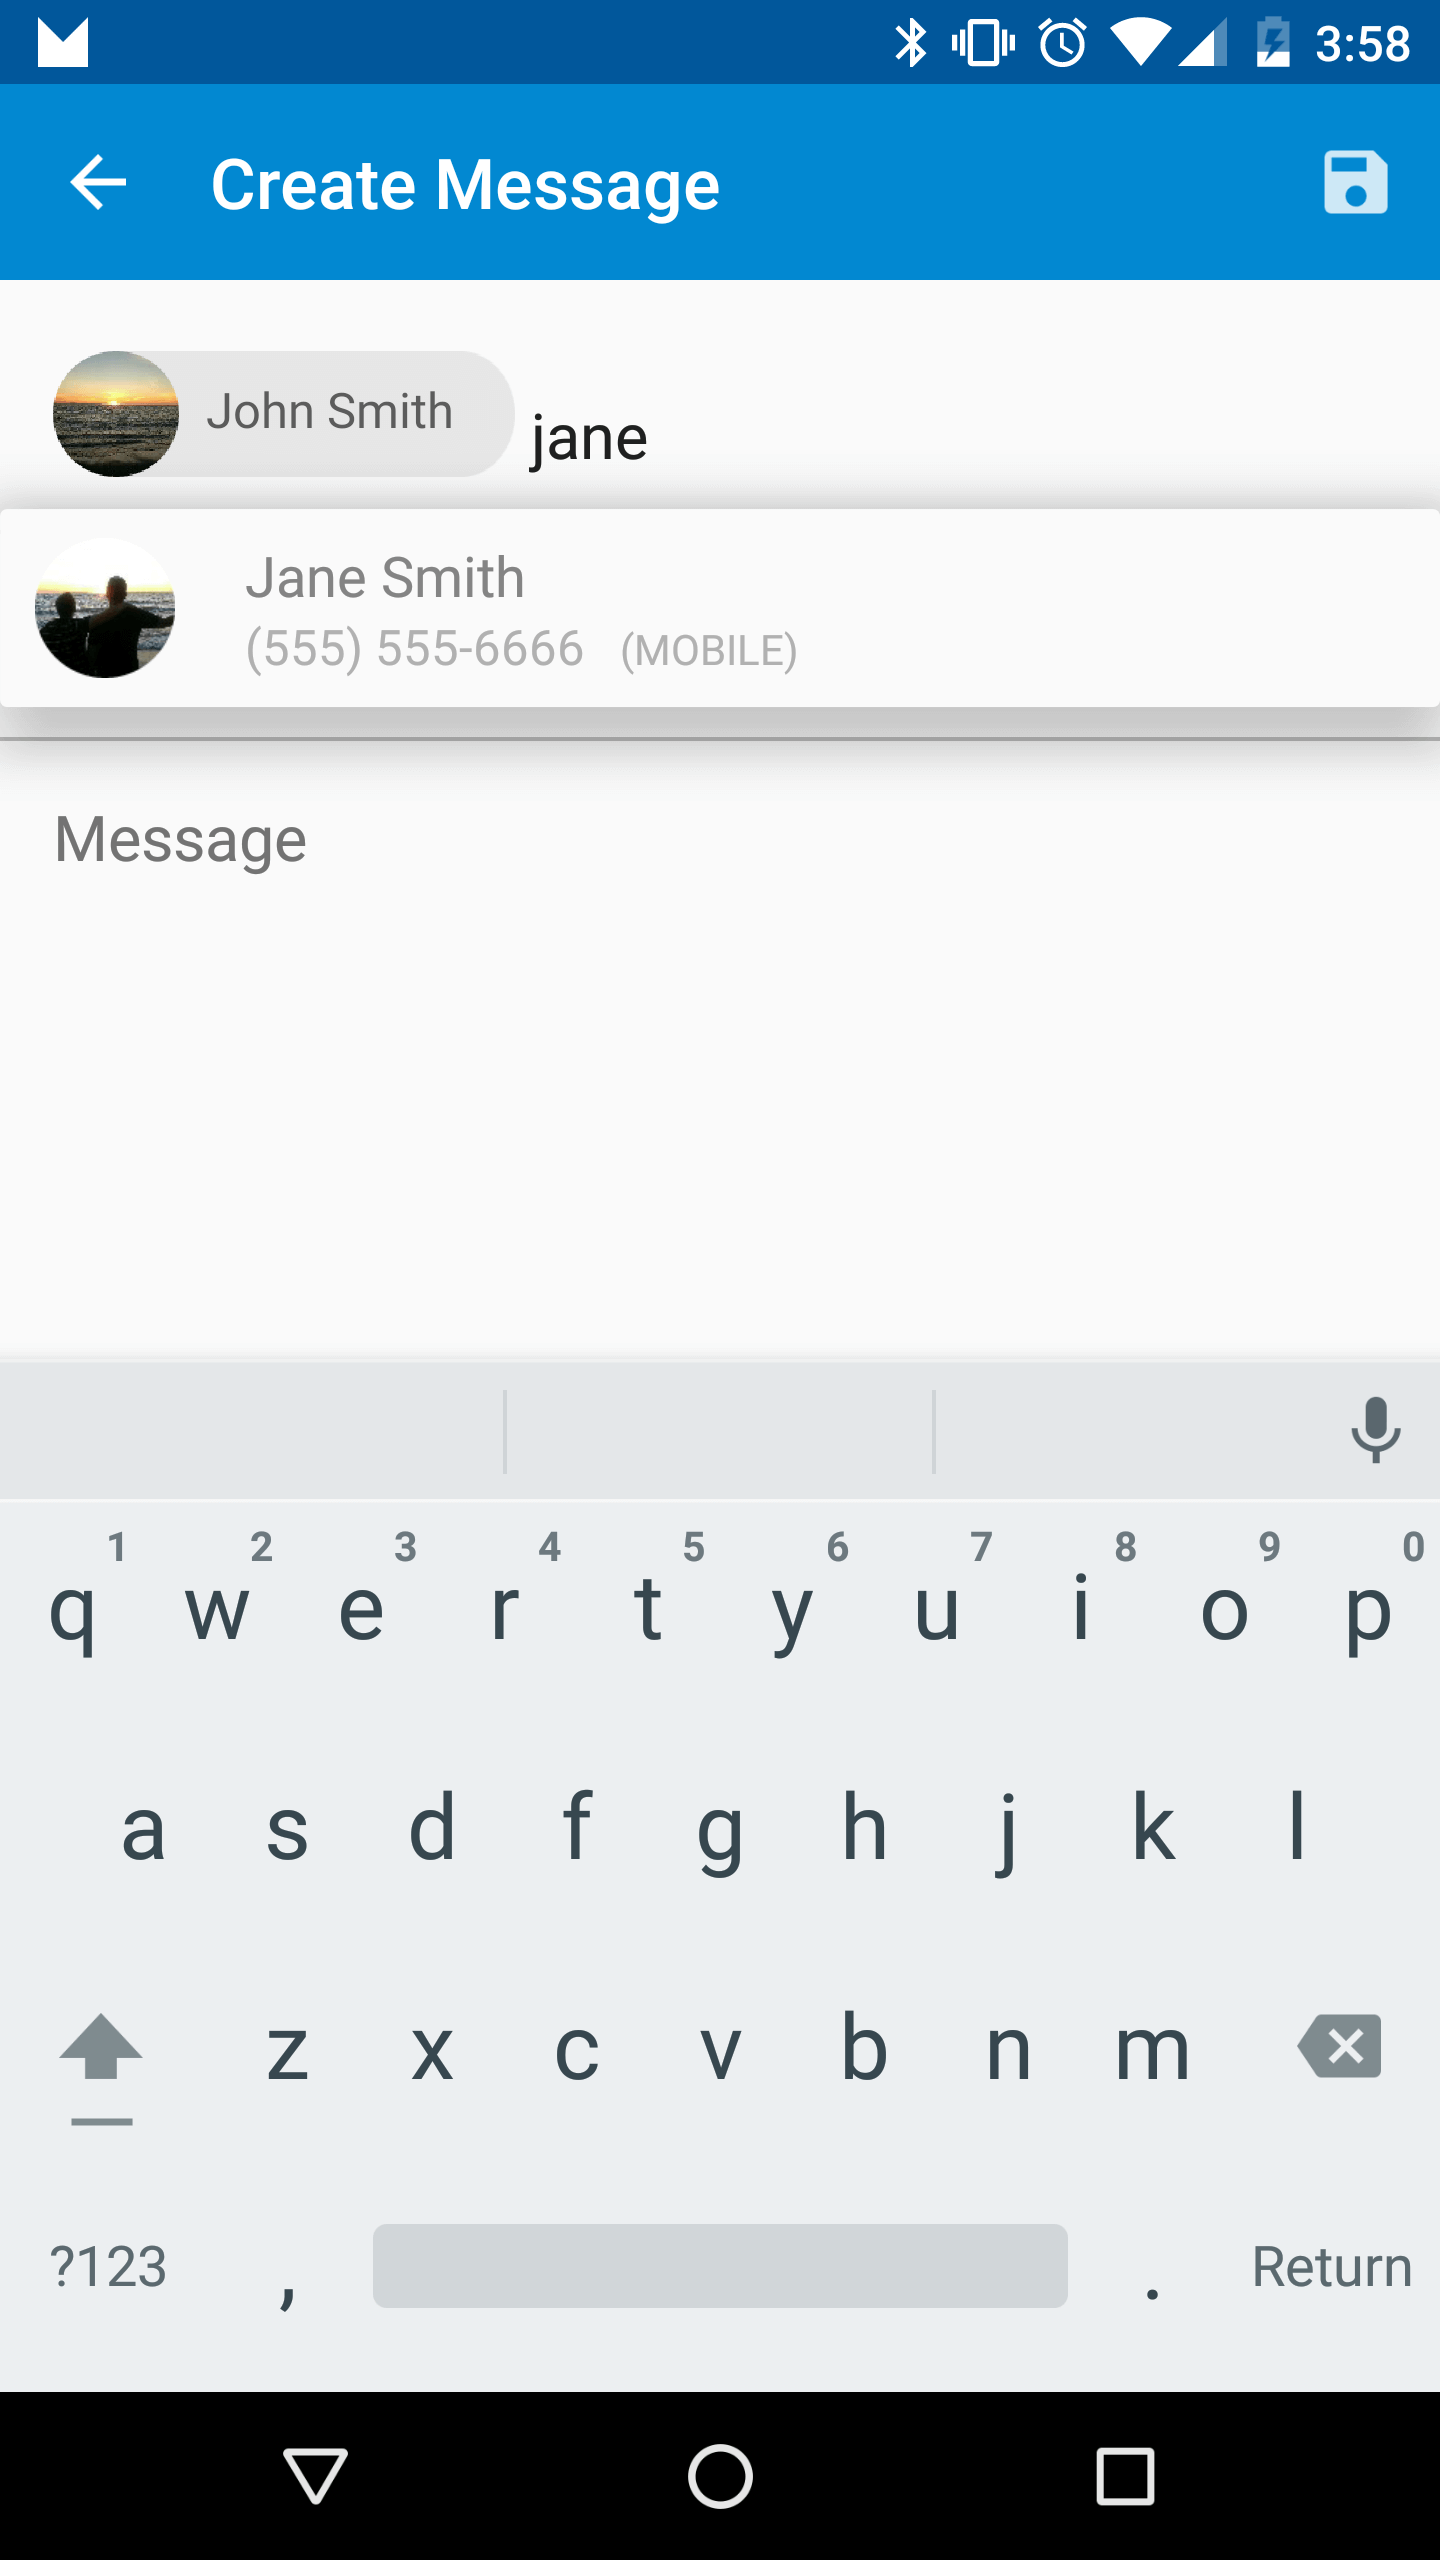 3:58
Create Message
John Smith jane
Jane Smith
(555) 555-6666 (MOBILE)
Message
1 2 3 4 5 6 7 8 9 0
q w e r t y u i o p
a s d f g h j k l
z x c v b n m
?123 , . Return